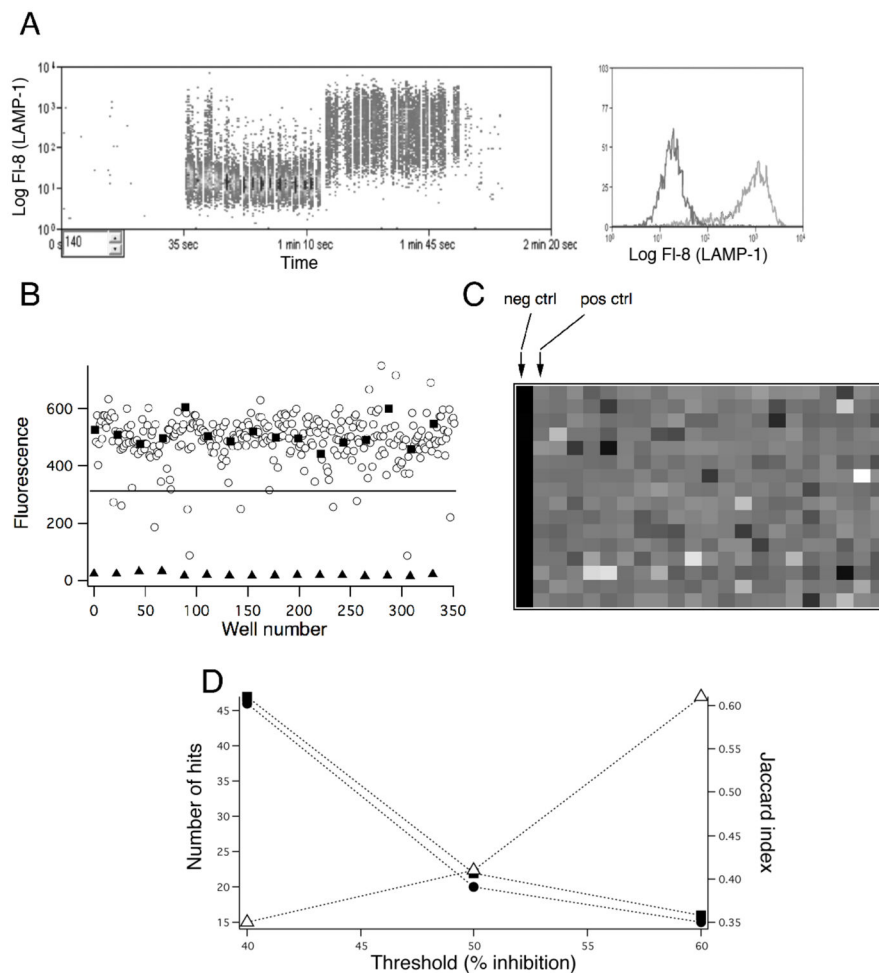 A
Log Fl-8 (LAMP-1)
10⁴
10³
10²
10¹
10⁰
0 s
140
35 sec
1 min 10 sec
1 min 45 sec
2 min 20 sec
Time
103
77
51
25
0
10⁰
10¹
10²
10³
10⁴
Log Fl-8 (LAMP-1)
B
Fluorescence
600
400
200
0
0
50
100
150
200
250
300
350
Well number
C
neg ctrl
pos ctrl
D
Number of hits
45
40
35
30
25
20
15
40
45
50
55
60
Threshold (% inhibition)
0.60
0.55
0.50
0.45
0.40
0.35
Jaccard index